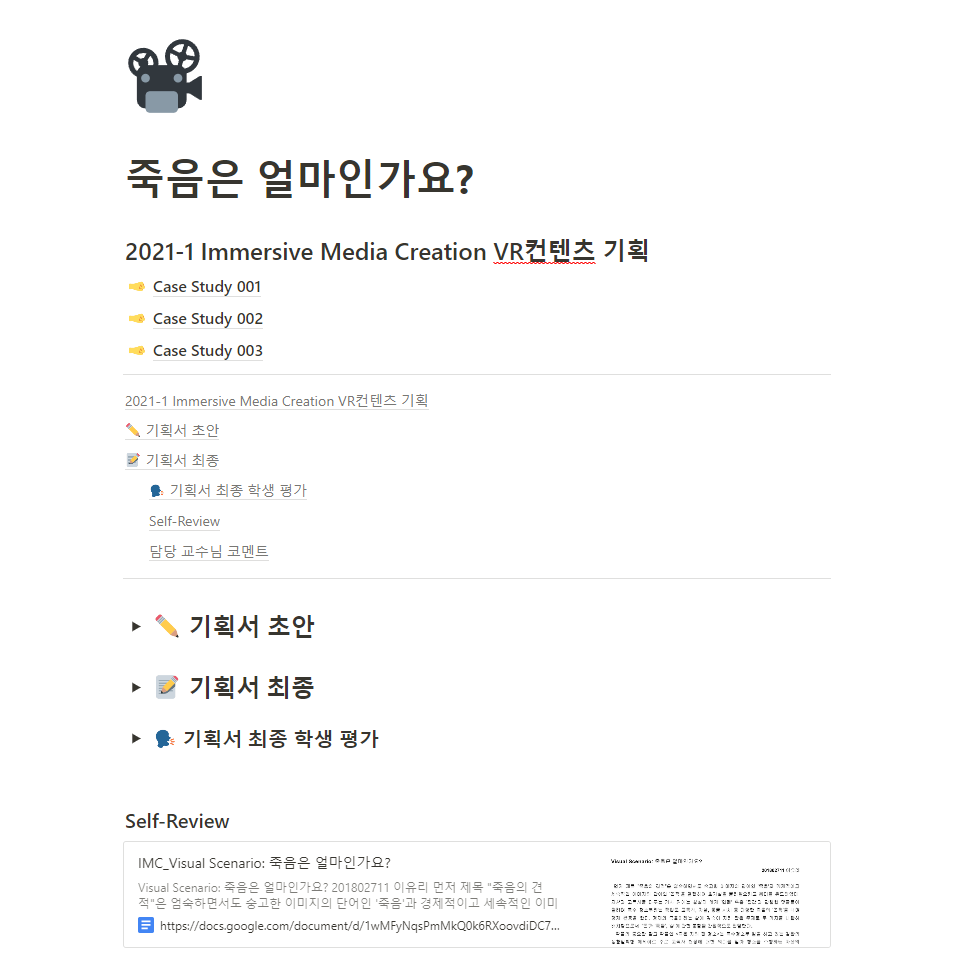 죽음은 얼마인가요?
2021-1 Immersive Media Creation VR컨텐츠 기획
Case Study 001
Case Study 002
Case Study 003
2021-1 Immersive Media Creation VR컨텐츠 기획
기획서 초안
기획서 최종
기획서 최종 학생 평가
Self-Review
담당 교수님 코멘트
기획서 초안
기획서 최종
기획서 최종 학생 평가
Self-Review
IMC_Visual Scenario: 죽음은 얼마인가요?
Visual Scenario: 죽음은 얼마인가요? 201802711 이유리 먼저 제목 "죽음의 견
적"은 엄숙하면서도 숭고한 이미지의 단어인 '죽음'과 경제적이고 세속적인 이미
https://docs.google.com/document/d/1wMFyNqsPmMkQ0k6RXoovdiDC7...
Visual Scenario: 죽음은 얼마인가요?
201802711 이유리